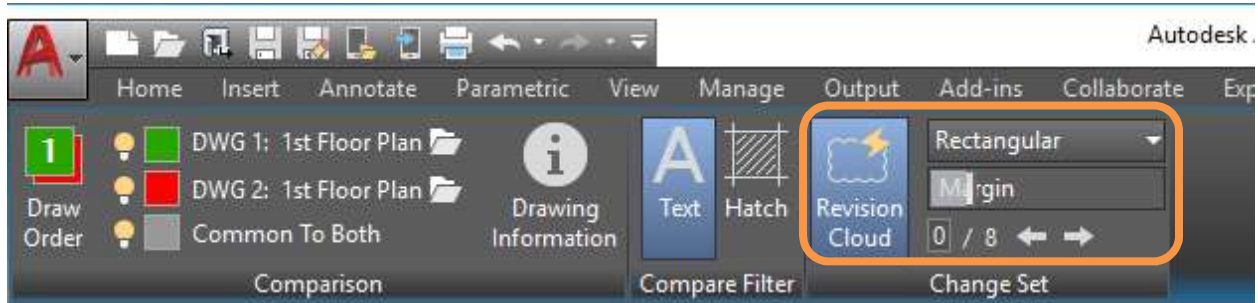 A
Autodesk
Home Insert Annotate Parametric View Manage Output Add-ins Collaborate Exp
1
DWG 1: 1st Floor Plan
DWG 2: 1st Floor Plan
Common To Both
Draw
Order
i
Drawing
Information
Comparison
A
Text
Hatch
Compare Filter
Revision
Cloud
Rectangular
Margin
0 / 8
Change Set